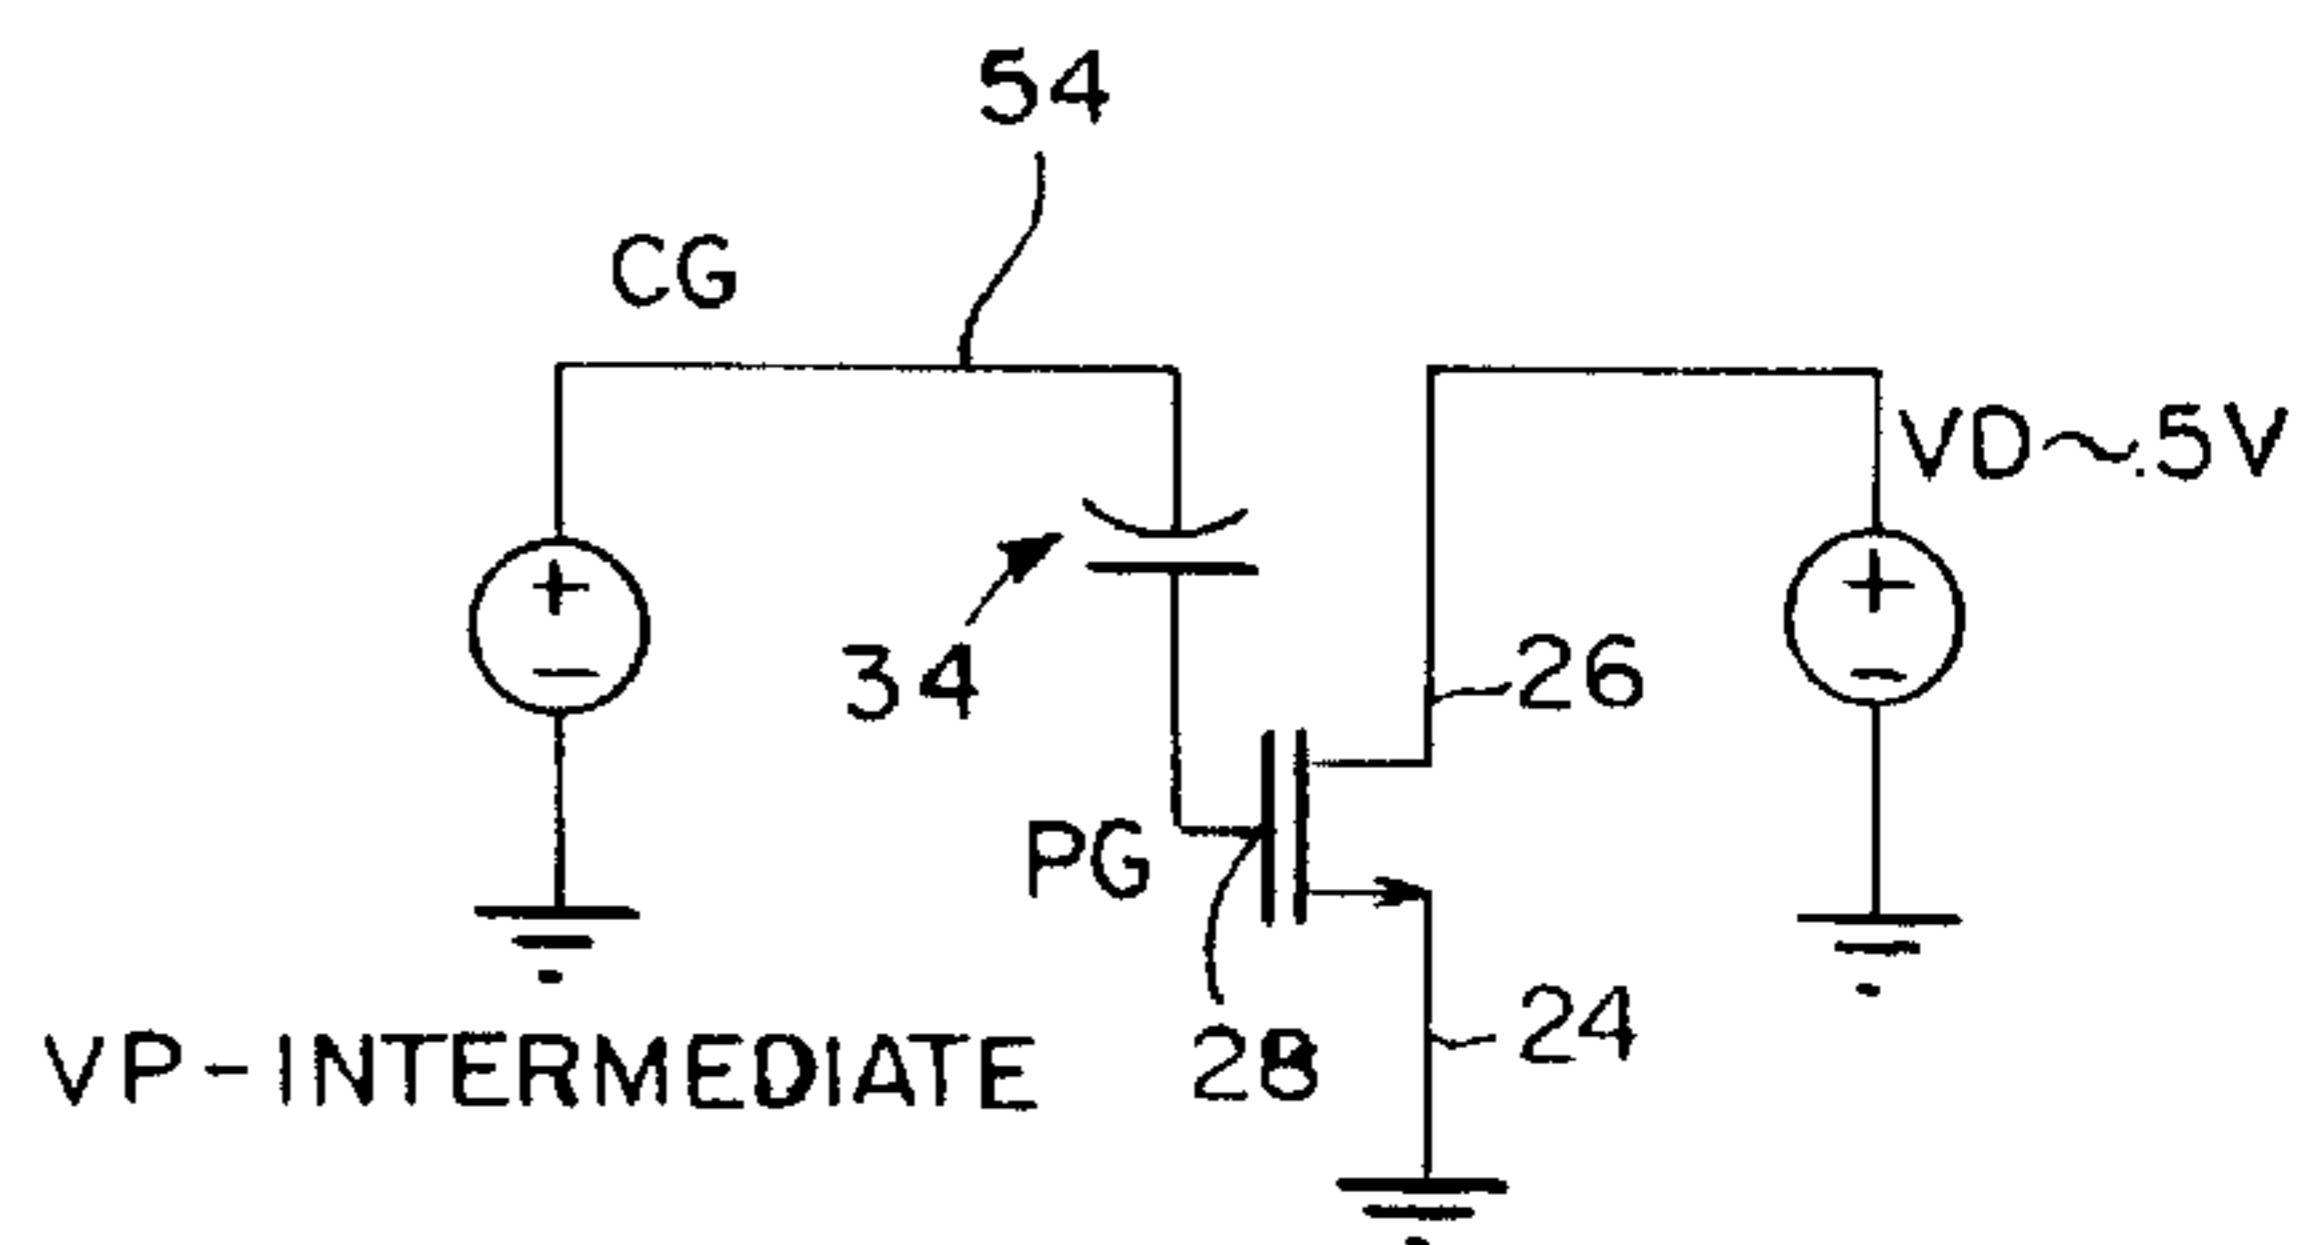 54
CG
VD~.5V
+
+
−
−
34
26
PG
28
24
VP-INTERMEDIATE